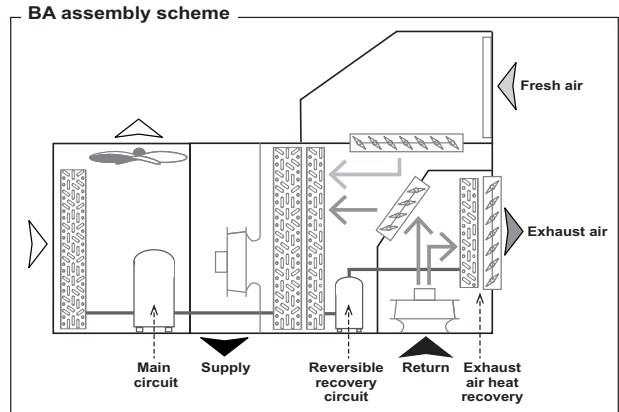 BA assembly scheme
Fresh air
Exhaust air
Main
circuit
Supply
Reversible
recovery
circuit
Return
Exhaust
air heat
recovery